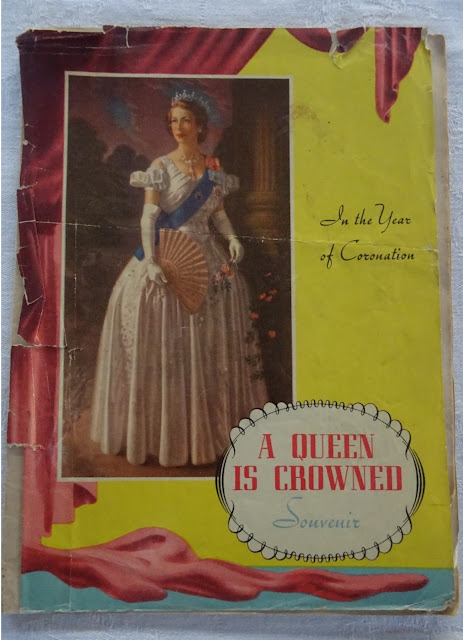 In the Year
of Coronation
A QUEEN
IS CROWNED
Souvenir